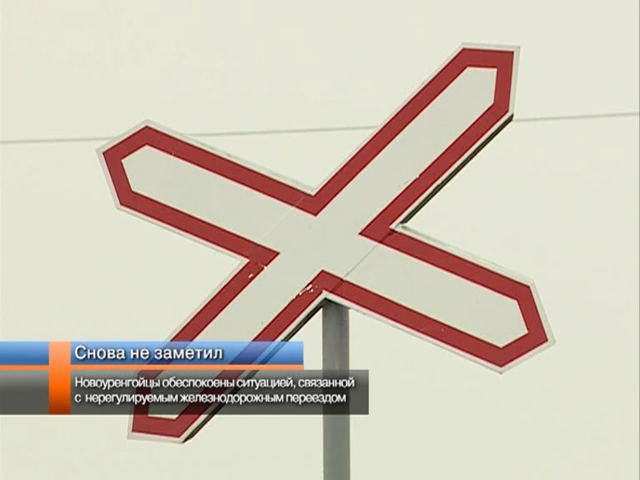 Снова не заметил
Новоуренгойцы обеспокоены ситуацией, связанной
с нерегулируемым железнодорожным переездом